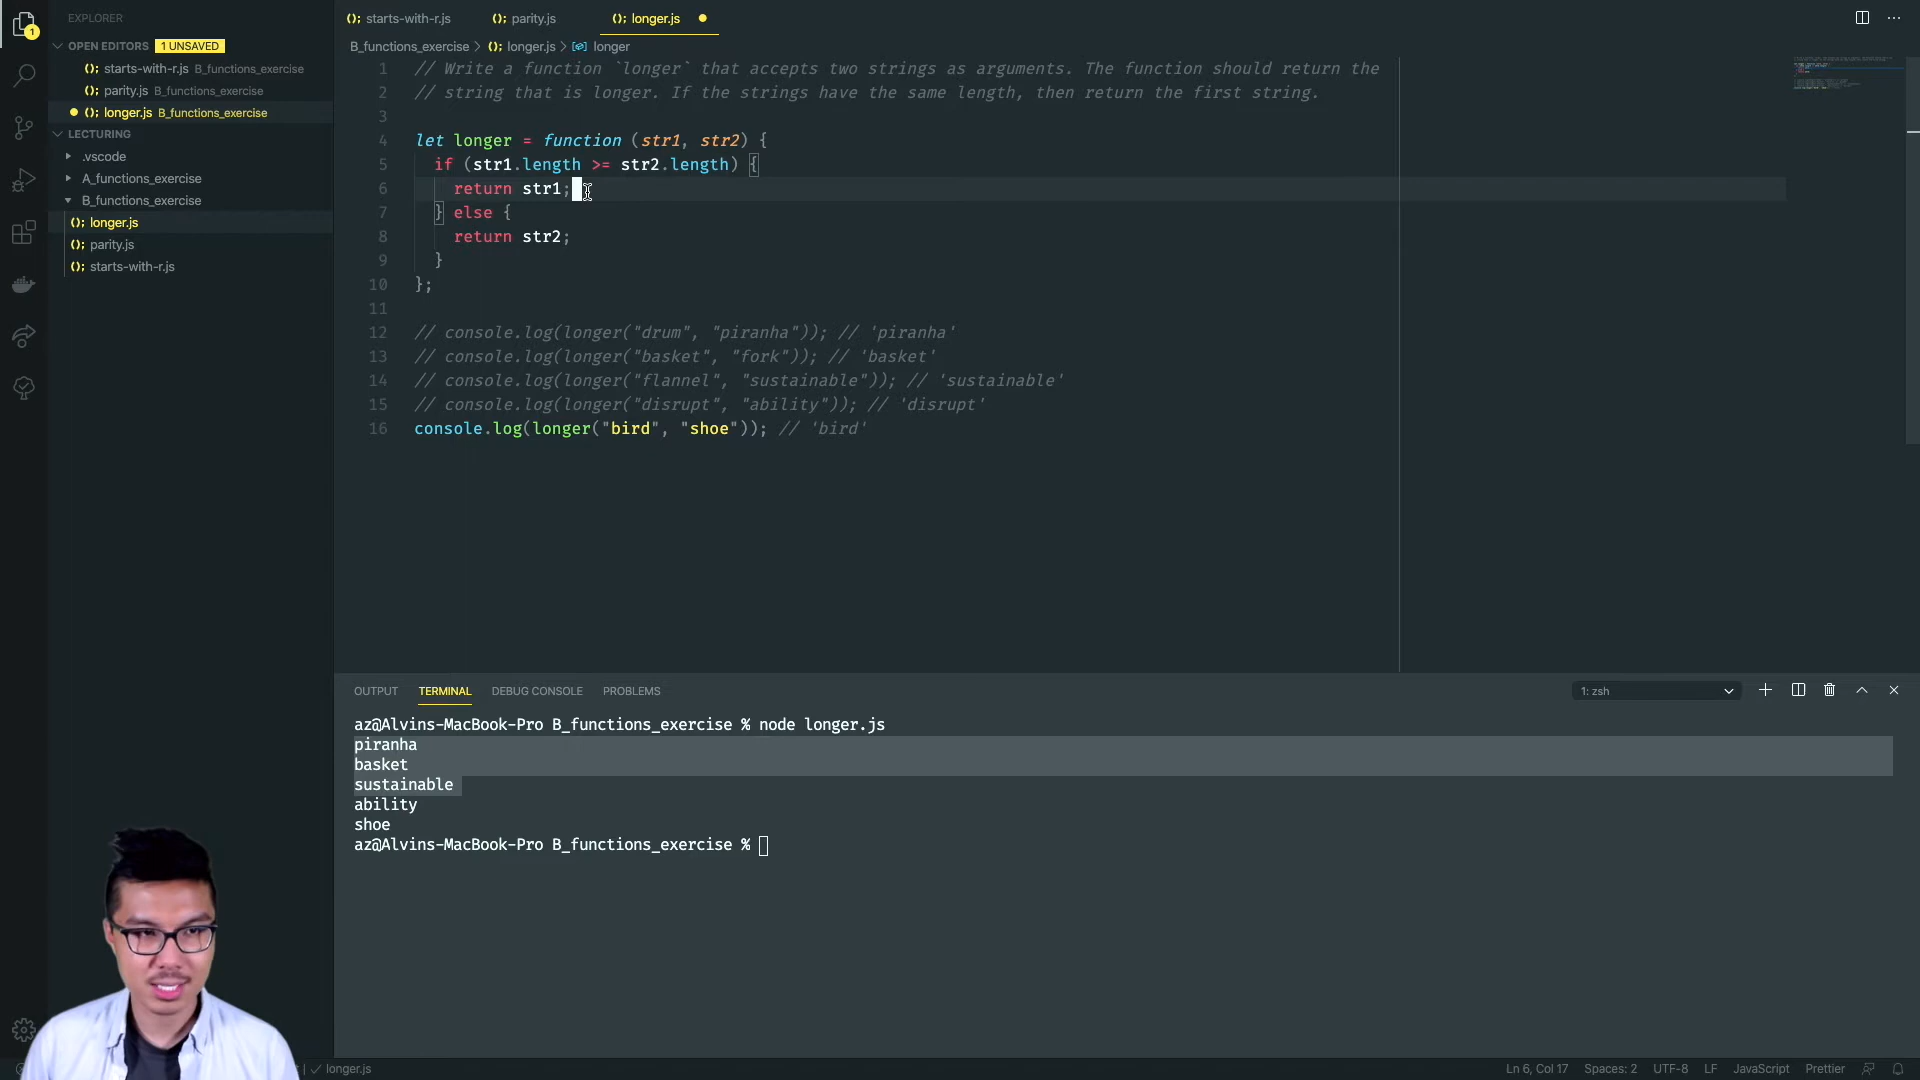 EXPLORER
OPEN EDITORS 1 UNSAVED
starts-with-r.js B_functions_exercise
parity.js B_functions_exercise
longer.js B_functions_exercise
LECTURING
.vscode
A_functions_exercise
B_functions_exercise
longer.js
parity.js
starts-with-r.js
starts-with-r.js parity.js longer.js
B_functions_exercise > longer.js > longer
1 // Write a function `longer` that accepts two strings as arguments. The function should return the
2 // string that is longer. If the strings have the same length, then return the first string.
3
4 let longer = function (str1, str2) {
5 if (str1.length >= str2.length) {
6 return str1;
7 } else {
8 return str2;
9 }
10 };
11
12 // console.log(longer("drum", "piranha")); // 'piranha'
13 // console.log(longer("basket", "fork")); // 'basket'
14 // console.log(longer("flannel", "sustainable")); // 'sustainable'
15 // console.log(longer("disrupt", "ability")); // 'disrupt'
16 console.log(longer("bird", "shoe")); // 'bird'
OUTPUT TERMINAL DEBUG CONSOLE PROBLEMS 1: zsh
az@Alvins-MacBook-Pro B_functions_exercise % node longer.js
piranha
basket
sustainable
ability
shoe
az@Alvins-MacBook-Pro B_functions_exercise %
longer.js Ln 6, Col 17 Spaces: 2 UTF-8 LF JavaScript Prettier